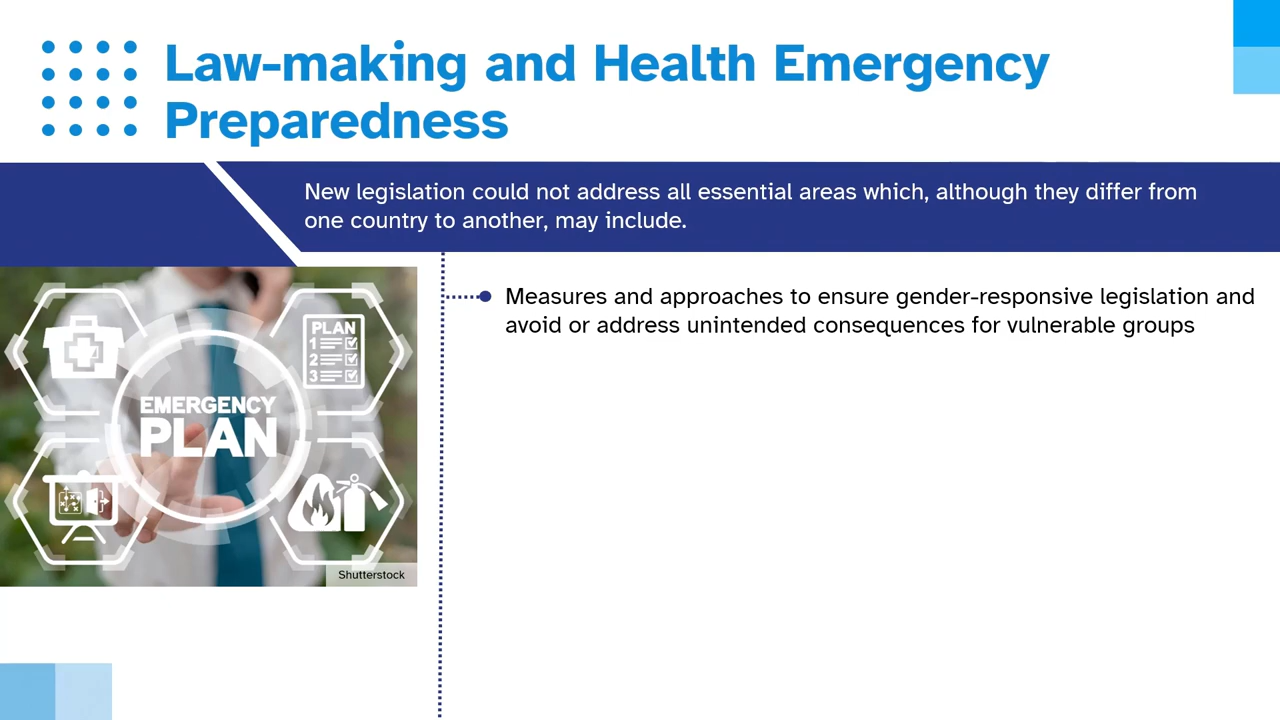 Law-making and Health Emergency
Preparedness
New legislation could not address all essential areas which, although they differ from
one country to another, may include.
Measures and approaches to ensure gender-responsive legislation and
avoid or address unintended consequences for vulnerable groups
PLAN
1
2
3
EMERGENCY
PLAN
Shutterstock